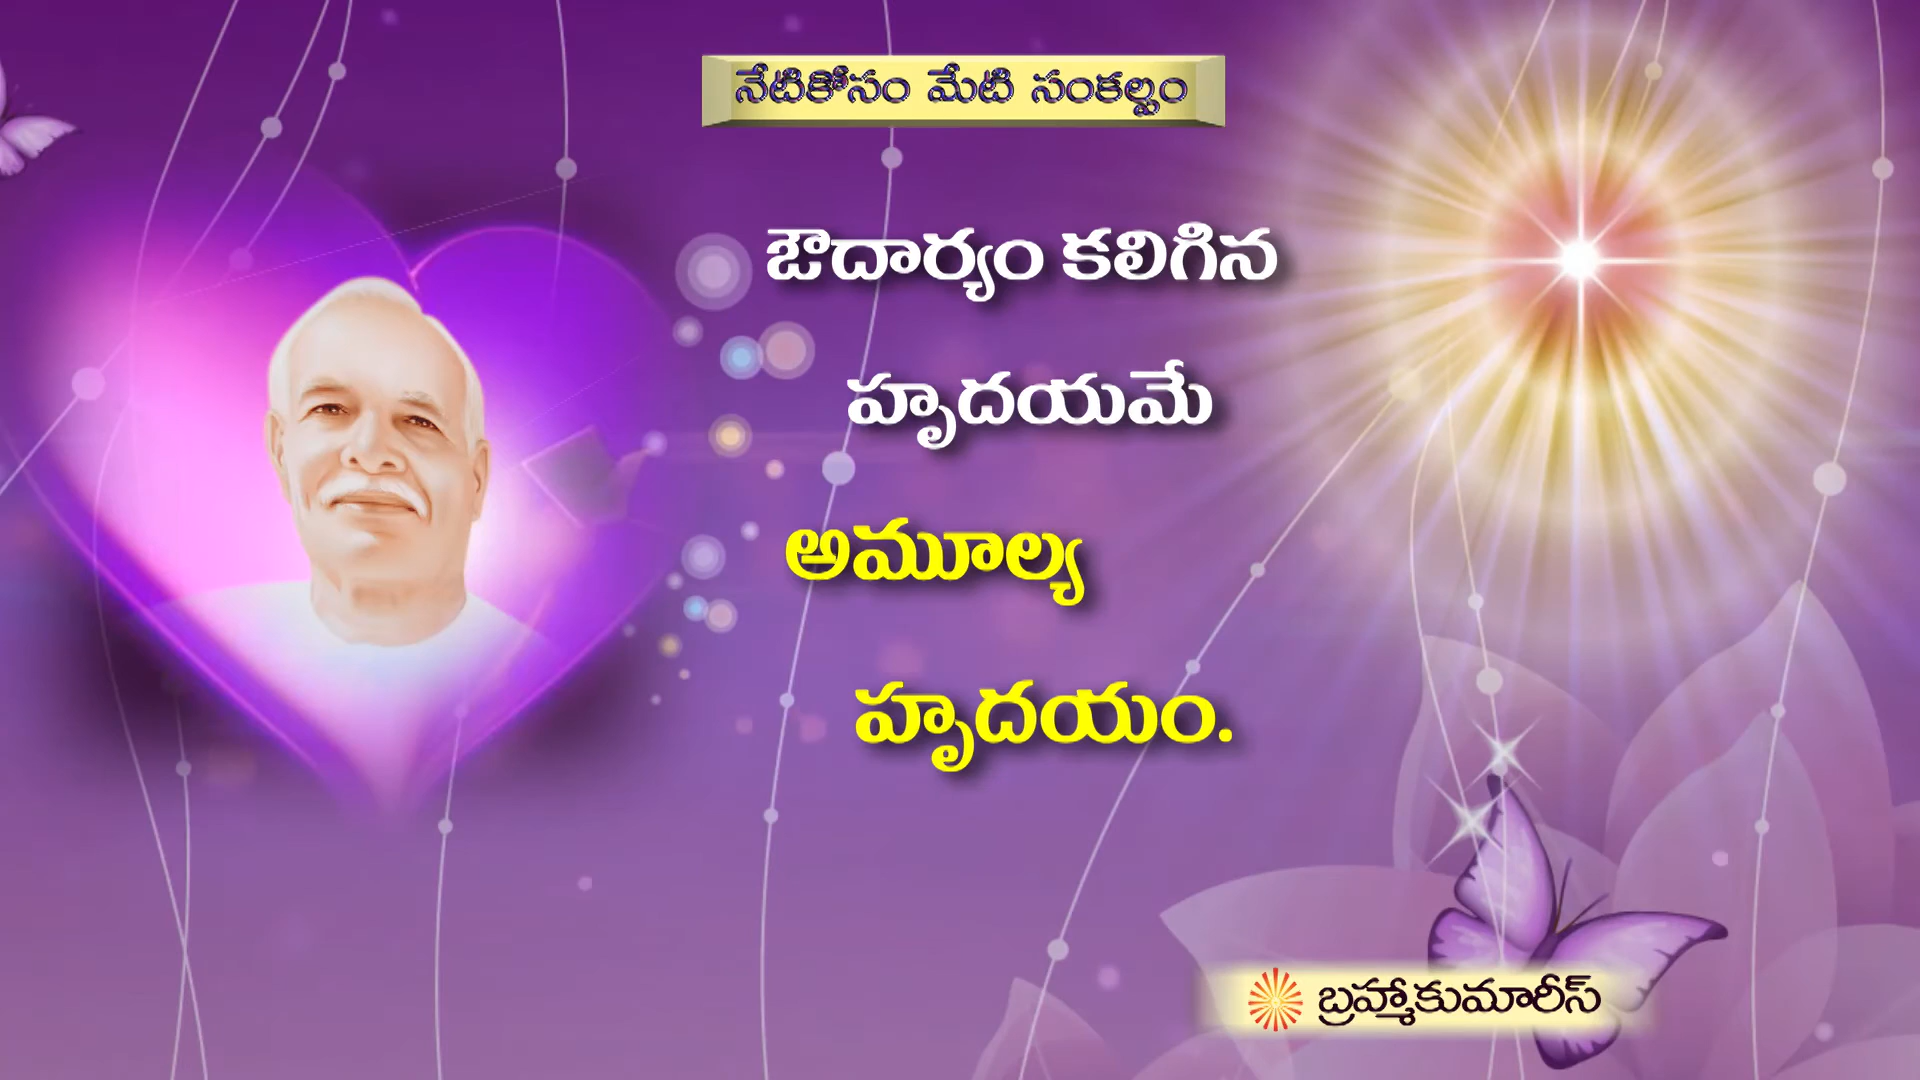 నేటికోసం మేటి సంకల్పం
ఔదార్యం కలిగిన
హృదయమే
అమూల్య
హృదయం.
బ్రహ్మాకుమారీస్